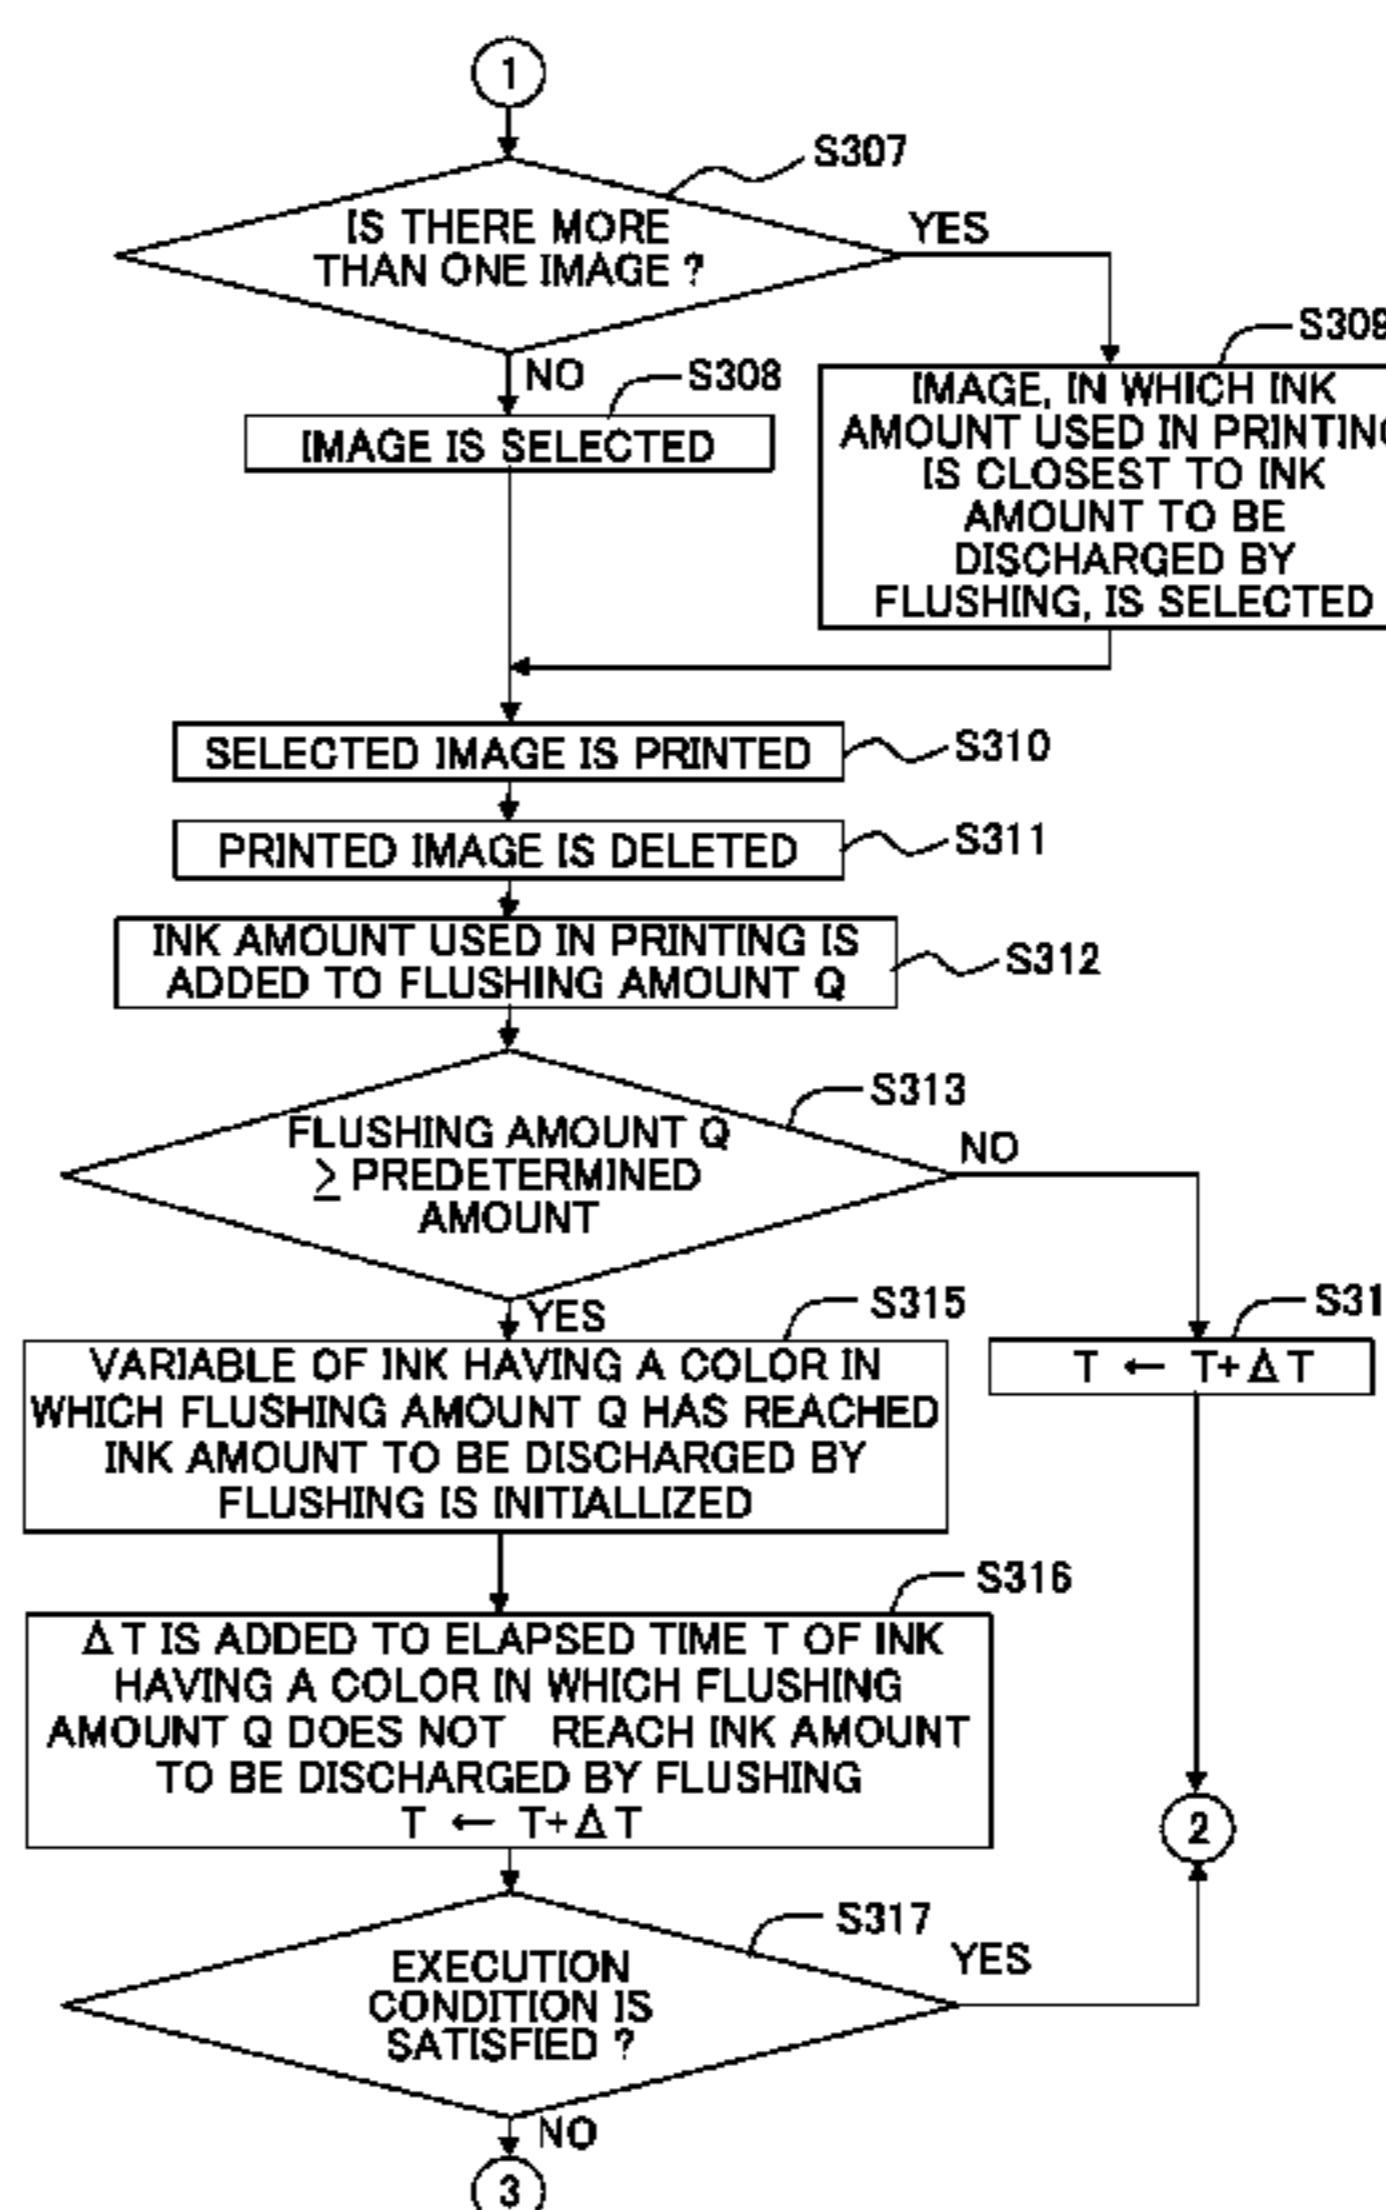 1
S307
IS THERE MORE
THAN ONE IMAGE ?
YES
NO
S308
IMAGE IS SELECTED
S309
IMAGE, IN WHICH INK
AMOUNT USED IN PRINTING
IS CLOSEST TO INK
AMOUNT TO BE
DISCHARGED BY
FLUSHING, IS SELECTED
SELECTED IMAGE IS PRINTED
S310
PRINTED IMAGE IS DELETED
S311
INK AMOUNT USED IN PRINTING IS
ADDED TO FLUSHING AMOUNT Q
S312
S313
FLUSHING AMOUNT Q
≥ PREDETERMINED
AMOUNT
NO
YES
S315
VARIABLE OF INK HAVING A COLOR IN
WHICH FLUSHING AMOUNT Q HAS REACHED
INK AMOUNT TO BE DISCHARGED BY
FLUSHING IS INITIALLIZED
S31
T ← T+ΔT
S316
ΔT IS ADDED TO ELAPSED TIME T OF INK
HAVING A COLOR IN WHICH FLUSHING
AMOUNT Q DOES NOT REACH INK AMOUNT
TO BE DISCHARGED BY FLUSHING
T ← T+ΔT
2
S317
EXECUTION
CONDITION IS
SATISFIED ?
YES
NO
3